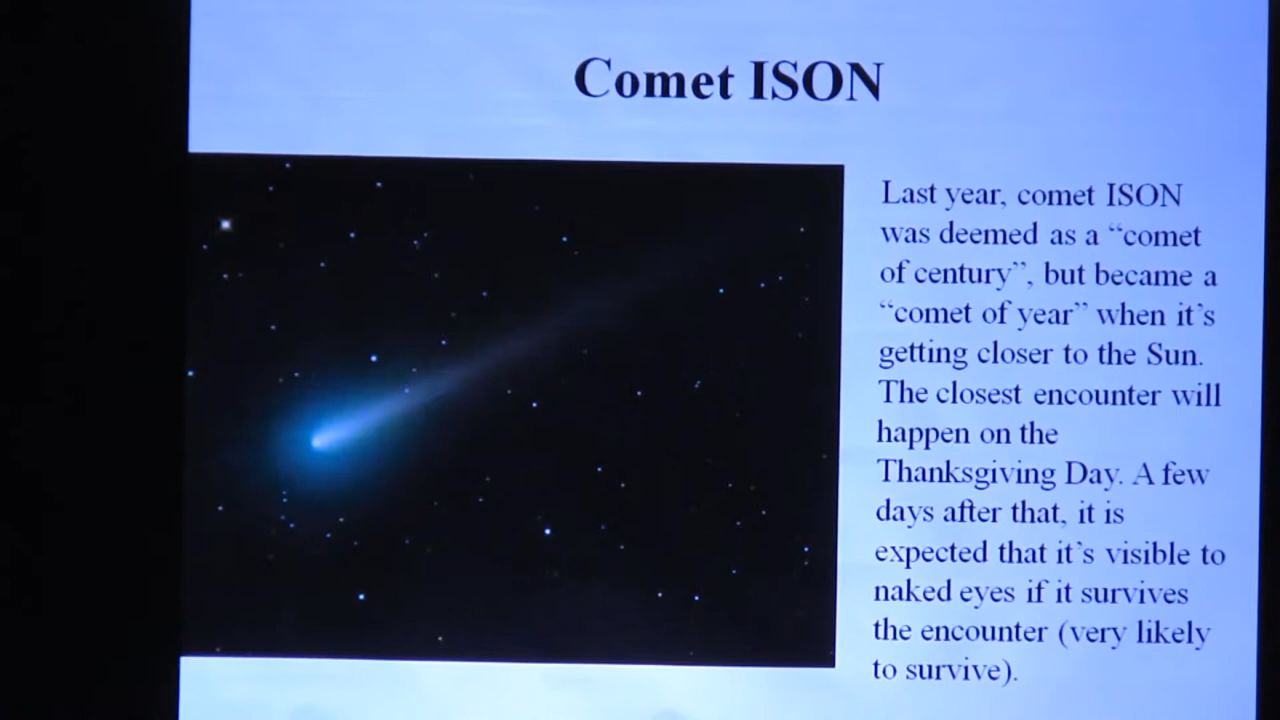 Comet ISON
Last year, comet ISON
was deemed as a “comet
of century”, but became a
“comet of year” when it’s
getting closer to the Sun.
The closest encounter will
happen on the
Thanksgiving Day. A few
days after that, it is
expected that it’s visible to
naked eyes if it survives
the encounter (very likely
to survive).